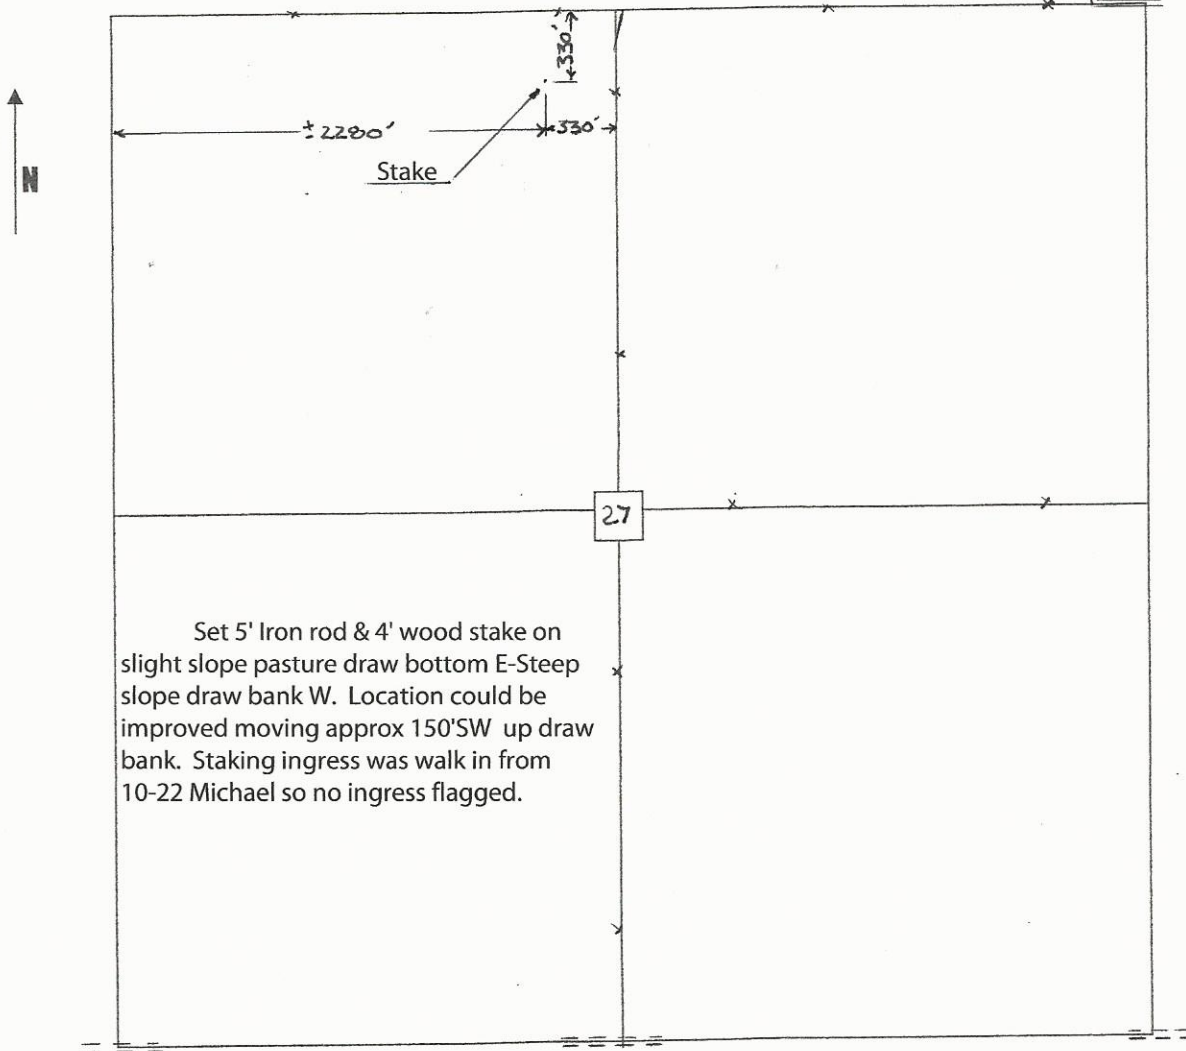 330'
± 2280'
330'
Stake
N
27
Set 5' Iron rod & 4' wood stake on
slight slope pasture draw bottom E-Steep
slope draw bank W. Location could be
improved moving approx 150'SW up draw
bank. Staking ingress was walk in from
10-22 Michael so no ingress flagged.